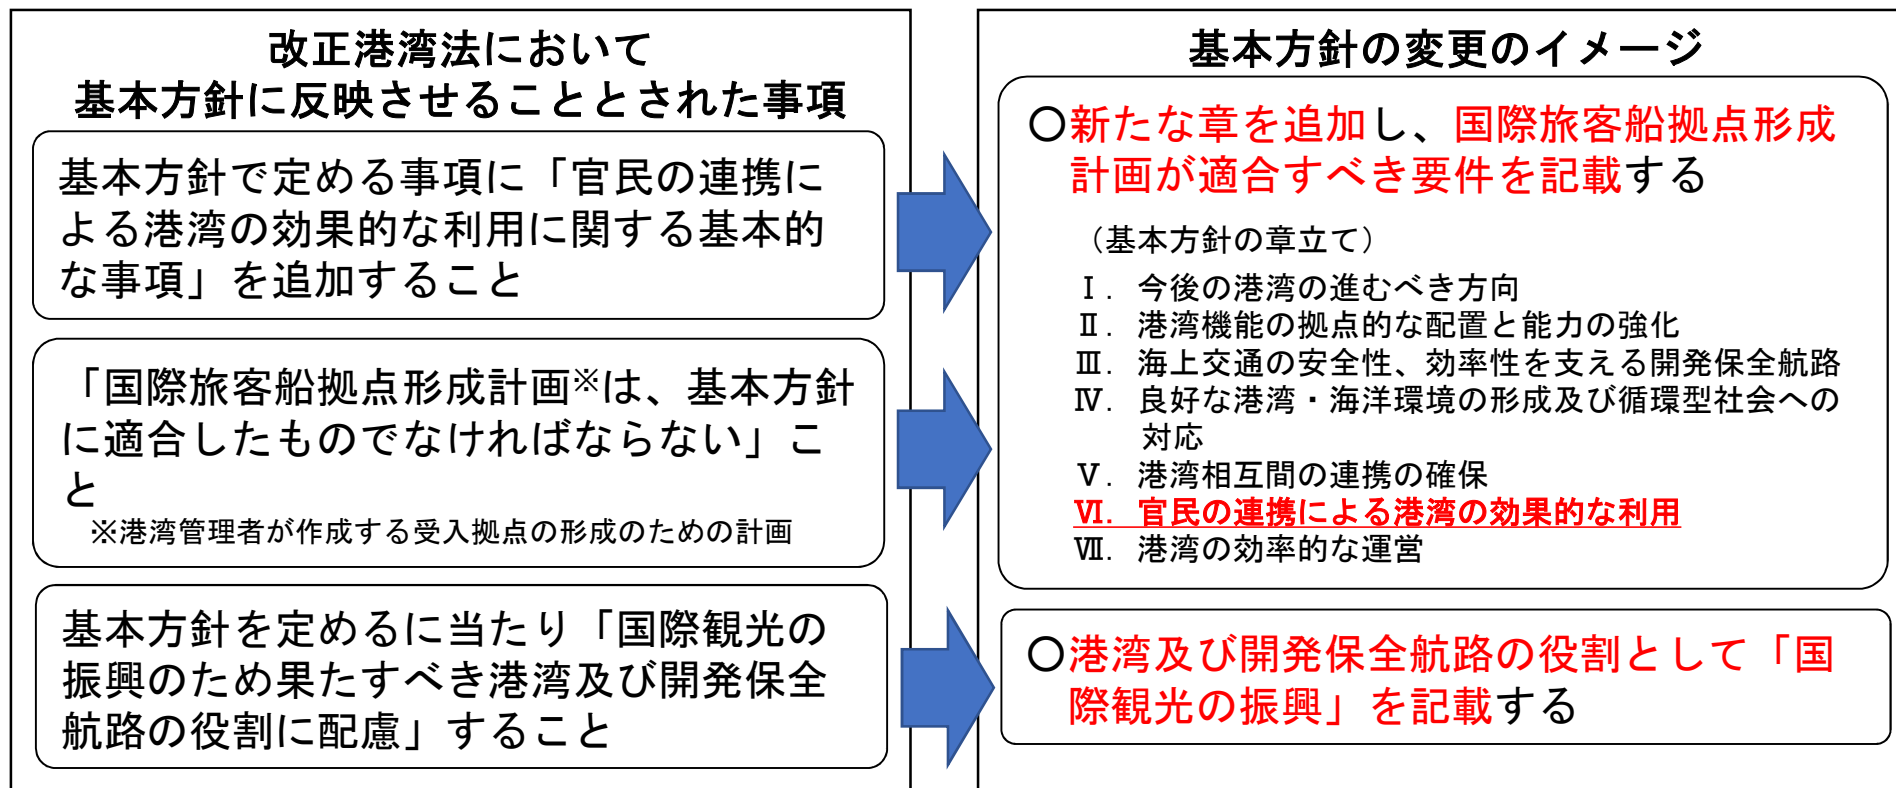 改正港湾法において
基本方針に反映させることとされた事項
基本方針で定める事項に「官民の連携に
よる港湾の効果的な利用に関する基本的
な事項」を追加すること
「国際旅客船拠点形成計画※は、基本方針
に適合したものでなければならない」こ
と
※港湾管理者が作成する受入拠点の形成のための計画
基本方針を定めるに当たり「国際観光の
振興のため果たすべき港湾及び開発保全
航路の役割に配慮」すること
基本方針の変更のイメージ
○新たな章を追加し、国際旅客船拠点形成
計画が適合すべき要件を記載する
（基本方針の章立て）
Ⅰ．今後の港湾の進むべき方向
Ⅱ．港湾機能の拠点的な配置と能力の強化
Ⅲ．海上交通の安全性、効率性を支える開発保全航路
Ⅳ．良好な港湾・海洋環境の形成及び循環型社会への
対応
Ⅴ．港湾相互間の連携の確保
Ⅵ．官民の連携による港湾の効果的な利用
Ⅶ．港湾の効率的な運営
○港湾及び開発保全航路の役割として「国
際観光の振興」を記載する